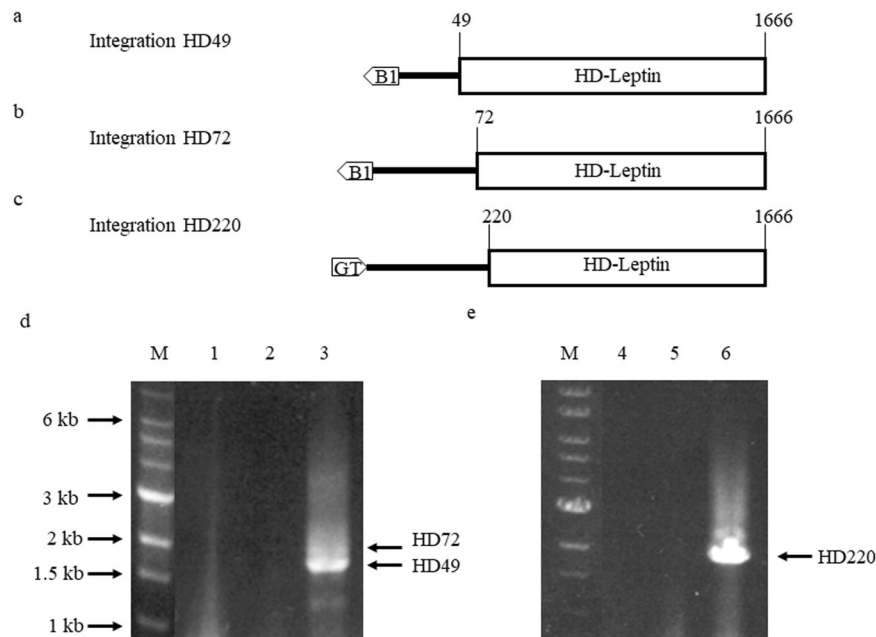 a
Integration HD49
49 1666
B1 HD-Leptin
b
Integration HD72
72 1666
B1 HD-Leptin
c
Integration HD220
220 1666
GT HD-Leptin
d
e
M 1 2 3
M 4 5 6
6 kb
3 kb
2 kb
1.5 kb
1 kb
HD72
HD49
HD220